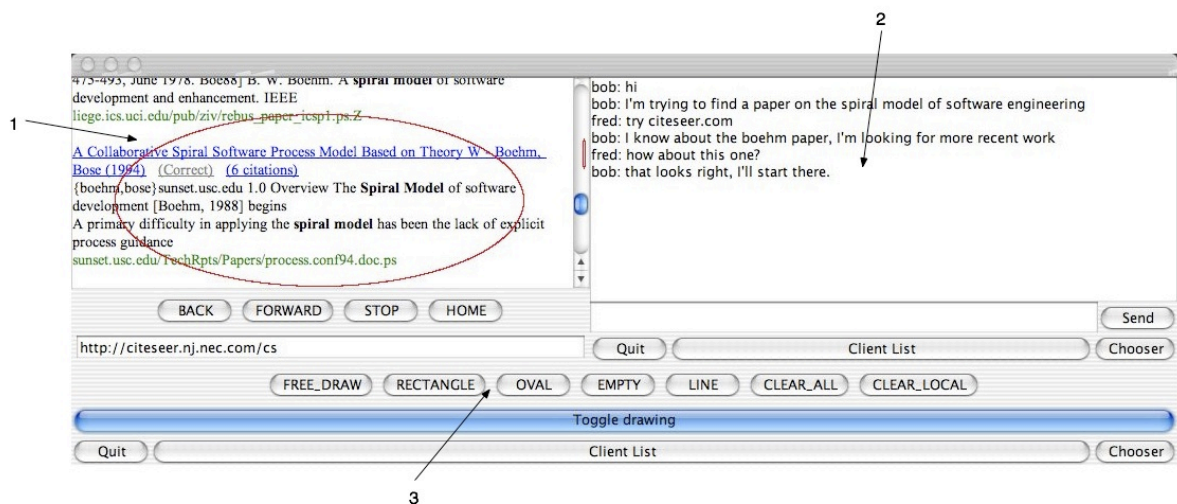 2
1
475-493, June 1978. Boe88] B. W. Boehm. A spiral model of software
development and enhancement. IEEE
liege.ics.uci.edu/pub/ziv/rebus_paper_icsp1.ps.Z
A Collaborative Spiral Software Process Model Based on Theory W - Boehm,
Bose (1994) (Correct) (6 citations)
{boehm,bose}sunset.usc.edu 1.0 Overview The Spiral Model of software
development [Boehm, 1988] begins
A primary difficulty in applying the spiral model has been the lack of explicit
process guidance
sunset.usc.edu/TechRpts/Papers/process.conf94.doc.ps
bob: hi
bob: I'm trying to find a paper on the spiral model of software engineering
fred: try citeseer.com
bob: I know about the boehm paper, I'm looking for more recent work
fred: how about this one?
bob: that looks right, I'll start there.
BACK FORWARD STOP HOME
Send
http://citeseer.nj.nec.com/cs
Quit Client List Chooser
FREE_DRAW RECTANGLE OVAL EMPTY LINE CLEAR_ALL CLEAR_LOCAL
Toggle drawing
Quit Client List Chooser
3